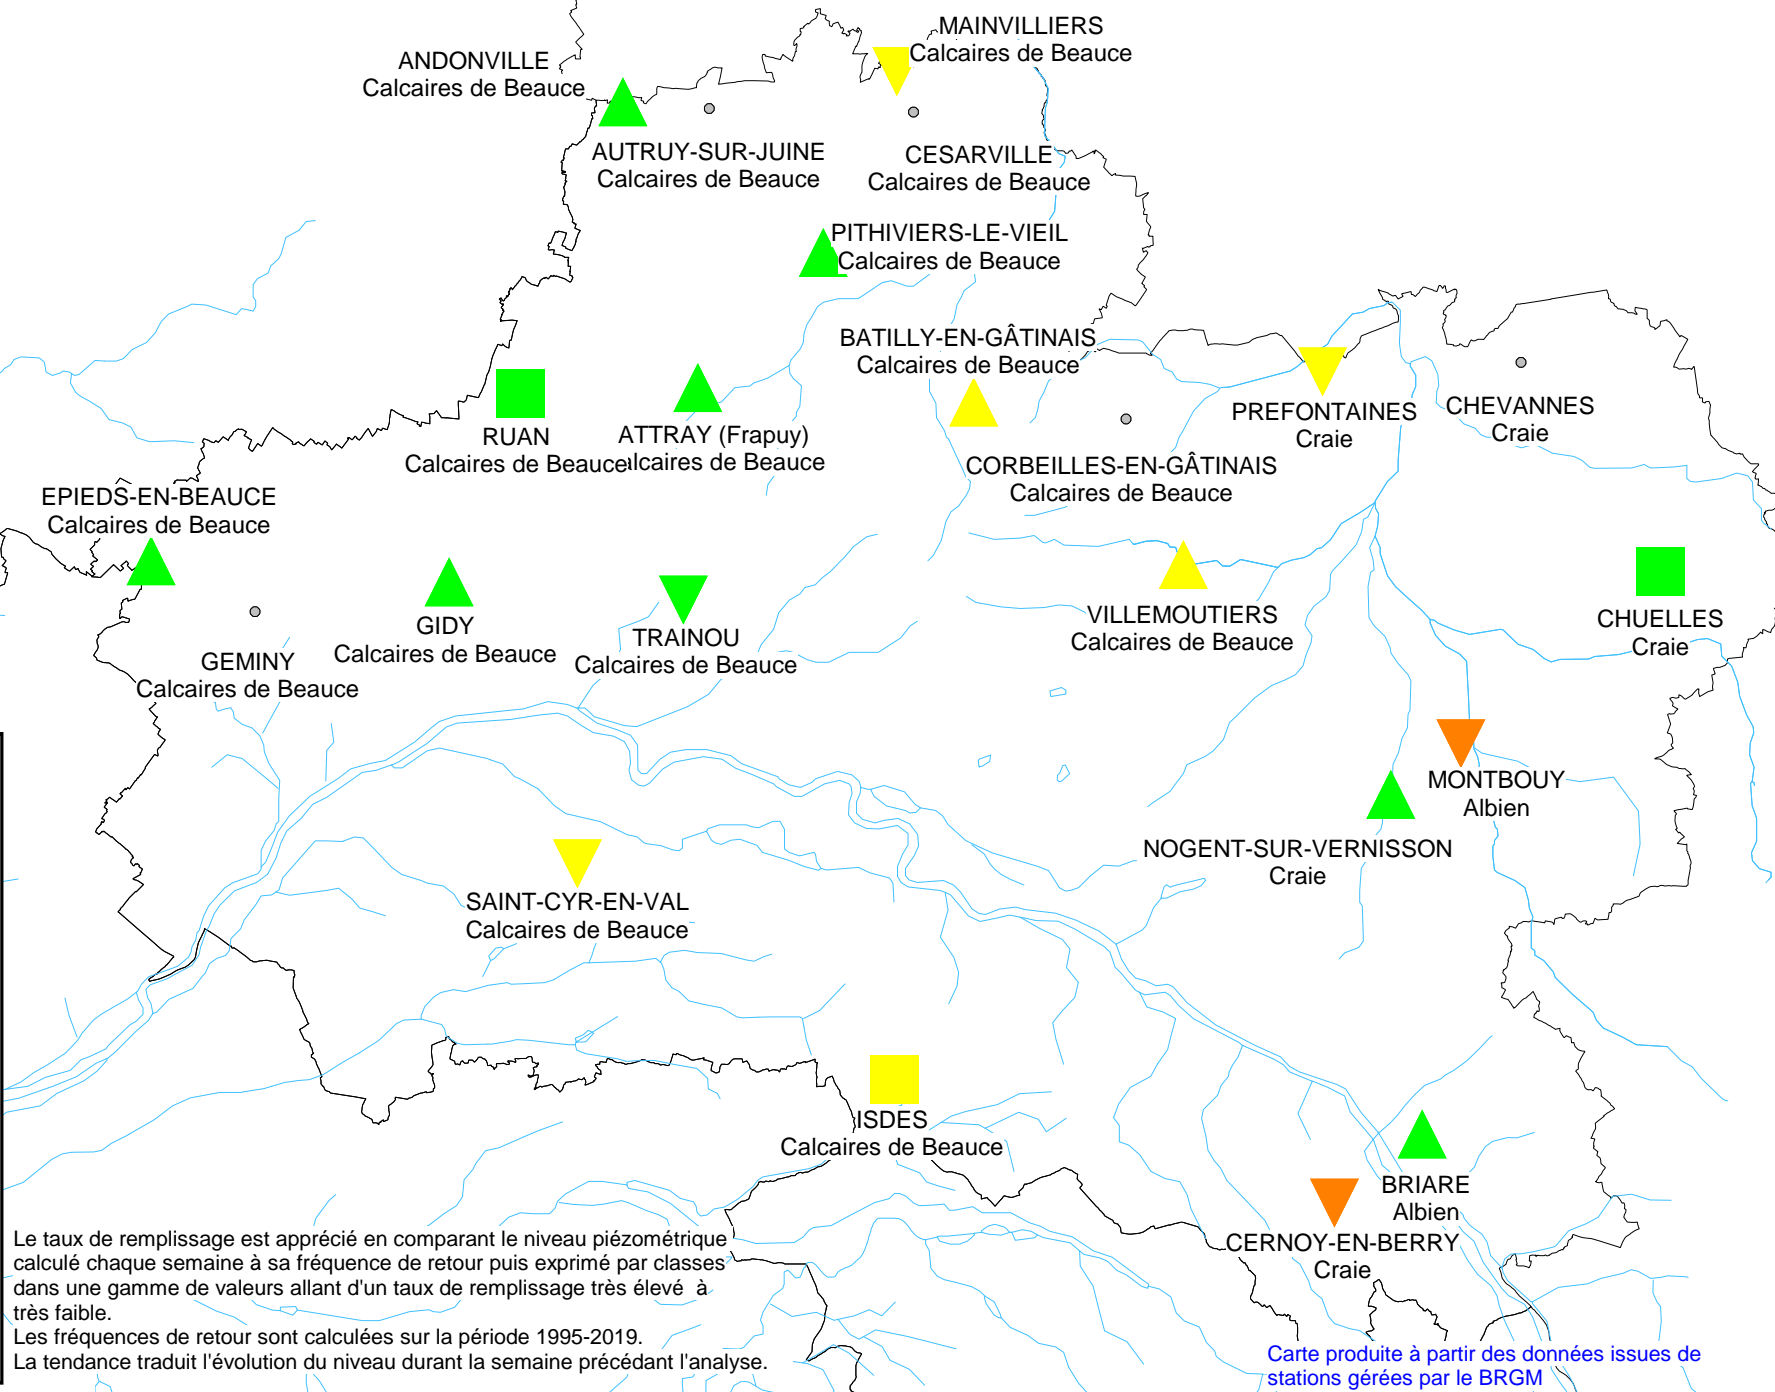 MAINVILLIERS
Calcaires de Beauce
ANDONVILLE
Calcaires de Beauce
AUTRUY-SUR-JUINE
Calcaires de Beauce
CESARVILLE
Calcaires de Beauce
PITHIVIERS-LE-VIEIL
Calcaires de Beauce
BATILLY-EN-GÂTINAIS
Calcaires de Beauce
PREFONTAINES
Craie
CHEVANNES
Craie
RUAN
Calcaires de Beauce
ATTRAY (Frapuy)
alcaires de Beauce
CORBEILLES-EN-GÂTINAIS
Calcaires de Beauce
EPIEDS-EN-BEAUCE
Calcaires de Beauce
GIDY
Calcaires de Beauce
TRAINOU
Calcaires de Beauce
VILLEMOUTIERS
Calcaires de Beauce
CHUELLES
Craie
GEMINY
Calcaires de Beauce
MONTBOUY
Albien
NOGENT-SUR-VERNISSON
Craie
SAINT-CYR-EN-VAL
Calcaires de Beauce
ISDES
Calcaires de Beauce
BRIARE
Albien
CERNOY-EN-BERRY
Craie
Le taux de remplissage est apprécié en comparant le niveau piézométrique
calculé chaque semaine à sa fréquence de retour puis exprimé par classes
dans une gamme de valeurs allant d'un taux de remplissage très élevé à
très faible.
Les fréquences de retour sont calculées sur la période 1995-2019.
La tendance traduit l'évolution du niveau durant la semaine précédant l'analyse.
Carte produite à partir des données issues de
stations gérées par le BRGM